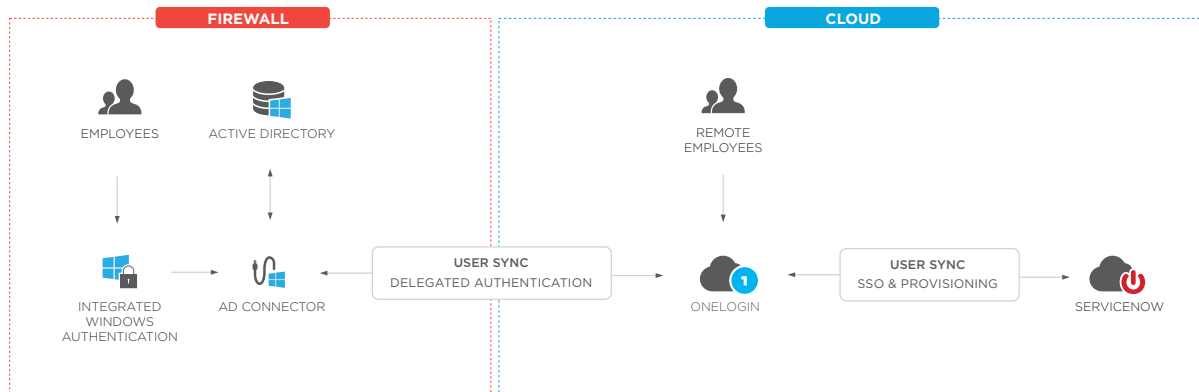 FIREWALL
CLOUD
EMPLOYEES
ACTIVE DIRECTORY
REMOTE
EMPLOYEES
USER SYNC
DELEGATED AUTHENTICATION
USER SYNC
SSO & PROVISIONING
INTEGRATED
WINDOWS
AUTHENTICATION
AD CONNECTOR
1
ONELOGIN
SERVICENOW